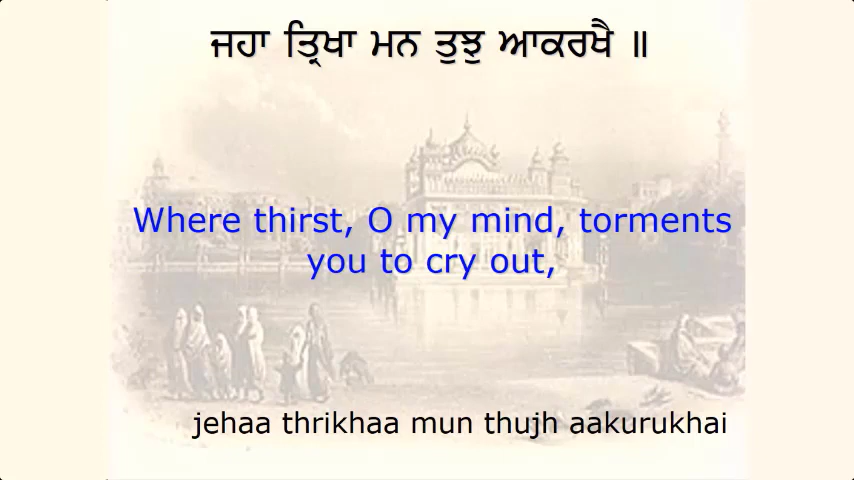 ਜਹਾ ਤ੍ਰਿਖਾ ਮਨ ਤੁਝੁ ਆਕਰਖੈ ॥
Where thirst, O my mind, torments
you to cry out,
jehaa thrikhaa mun thujh aakurukhai